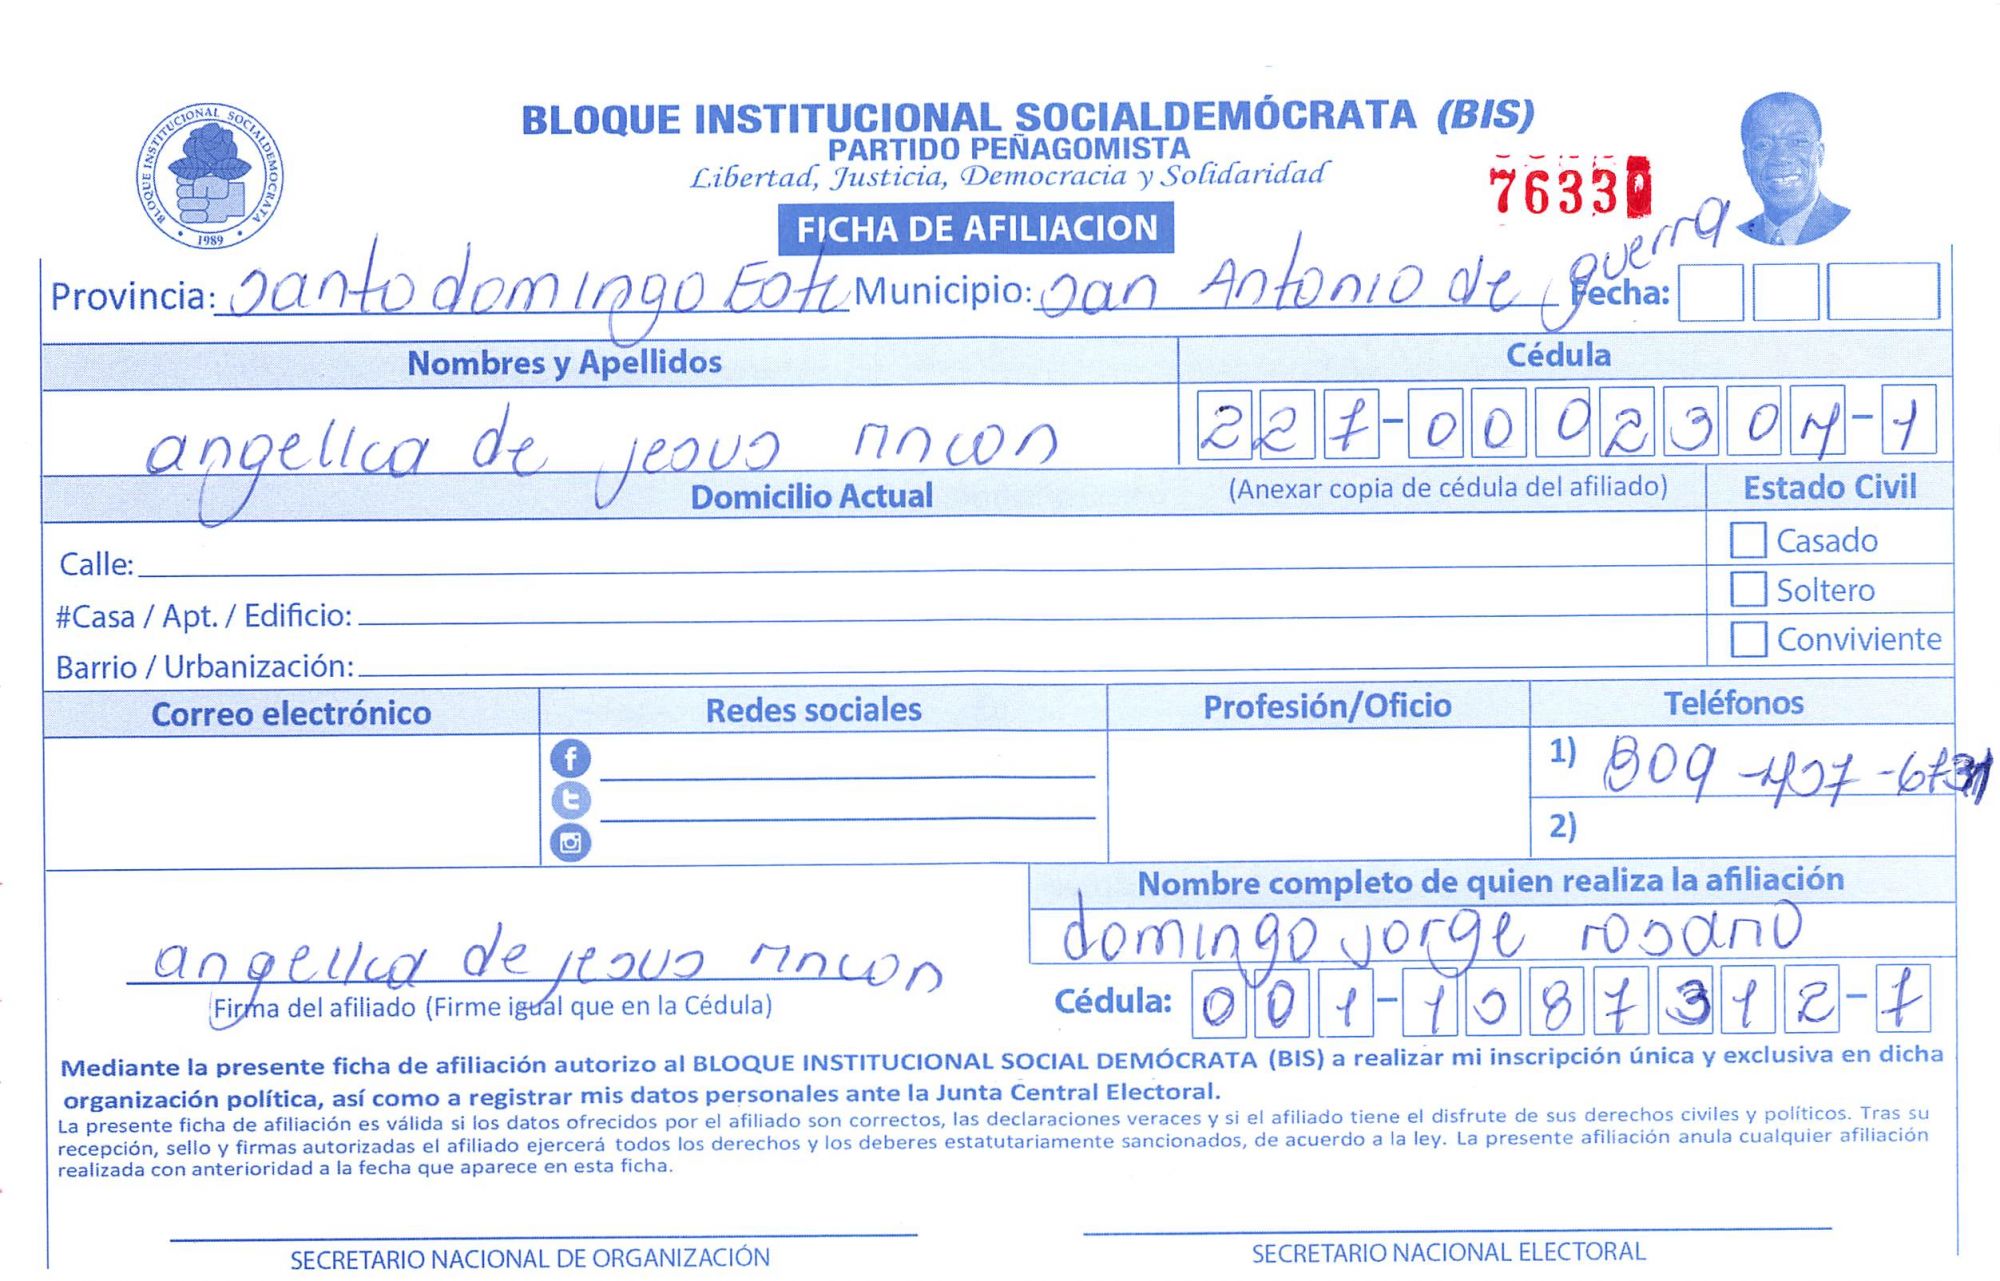 BLOQUE INSTITUCIONAL SOCIALDEMOCRATA
1989
BLOQUE INSTITUCIONAL SOCIALDEMÓCRATA (BIS)
PARTIDO PEÑAGOMISTA
Libertad, Justicia, Democracia y Solidaridad
7633
FICHA DE AFILIACION
Provincia: santo domingo Este Municipio: san Antonio de guerra Fecha:
Nombres y Apellidos Cédula
angelica de jesus rincon 227-0002304-1
Domicilio Actual (Anexar copia de cédula del afiliado) Estado Civil
Calle: Casado
#Casa / Apt. / Edificio: Soltero
Barrio / Urbanización: Conviviente
Correo electrónico Redes sociales Profesión/Oficio Teléfonos
1) 809-407-6731
2)
Nombre completo de quien realiza la afiliación
domingo jorge rosario
angelica de jesus rincon
Firma del afiliado (Firme igual que en la Cédula) Cédula: 001-1087312-7
Mediante la presente ficha de afiliación autorizo al BLOQUE INSTITUCIONAL SOCIAL DEMÓCRATA (BIS) a realizar mi inscripción única y exclusiva en dicha
organización política, así como a registrar mis datos personales ante la Junta Central Electoral.
La presente ficha de afiliación es válida si los datos ofrecidos por el afiliado son correctos, las declaraciones veraces y si el afiliado tiene el disfrute de sus derechos civiles y políticos. Tras su
recepción, sello y firmas autorizadas el afiliado ejercerá todos los derechos y los deberes estatutariamente sancionados, de acuerdo a la ley. La presente afiliación anula cualquier afiliación
realizada con anterioridad a la fecha que aparece en esta ficha.
SECRETARIO NACIONAL DE ORGANIZACIÓN SECRETARIO NACIONAL ELECTORAL